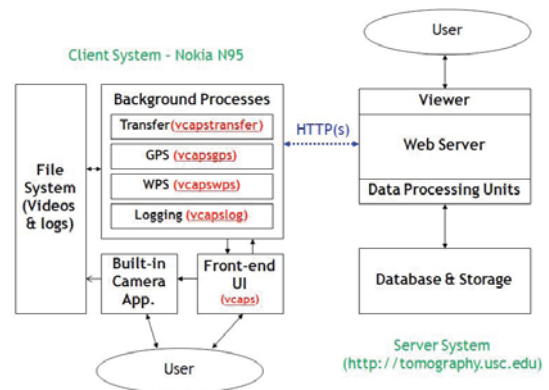 Client System - Nokia N95
Background Processes
Transfer (vcapstransfer)
GPS (vcapsgps)
WPS (vcapswps)
Logging (vcapslog)
File
System
(Videos
& logs)
Built-in
Camera
App.
Front-end
UI
(vcaps)
User
HTTP(s)
User
Viewer
Web Server
Data Processing Units
Database & Storage
Server System
(http://tomography.usc.edu)